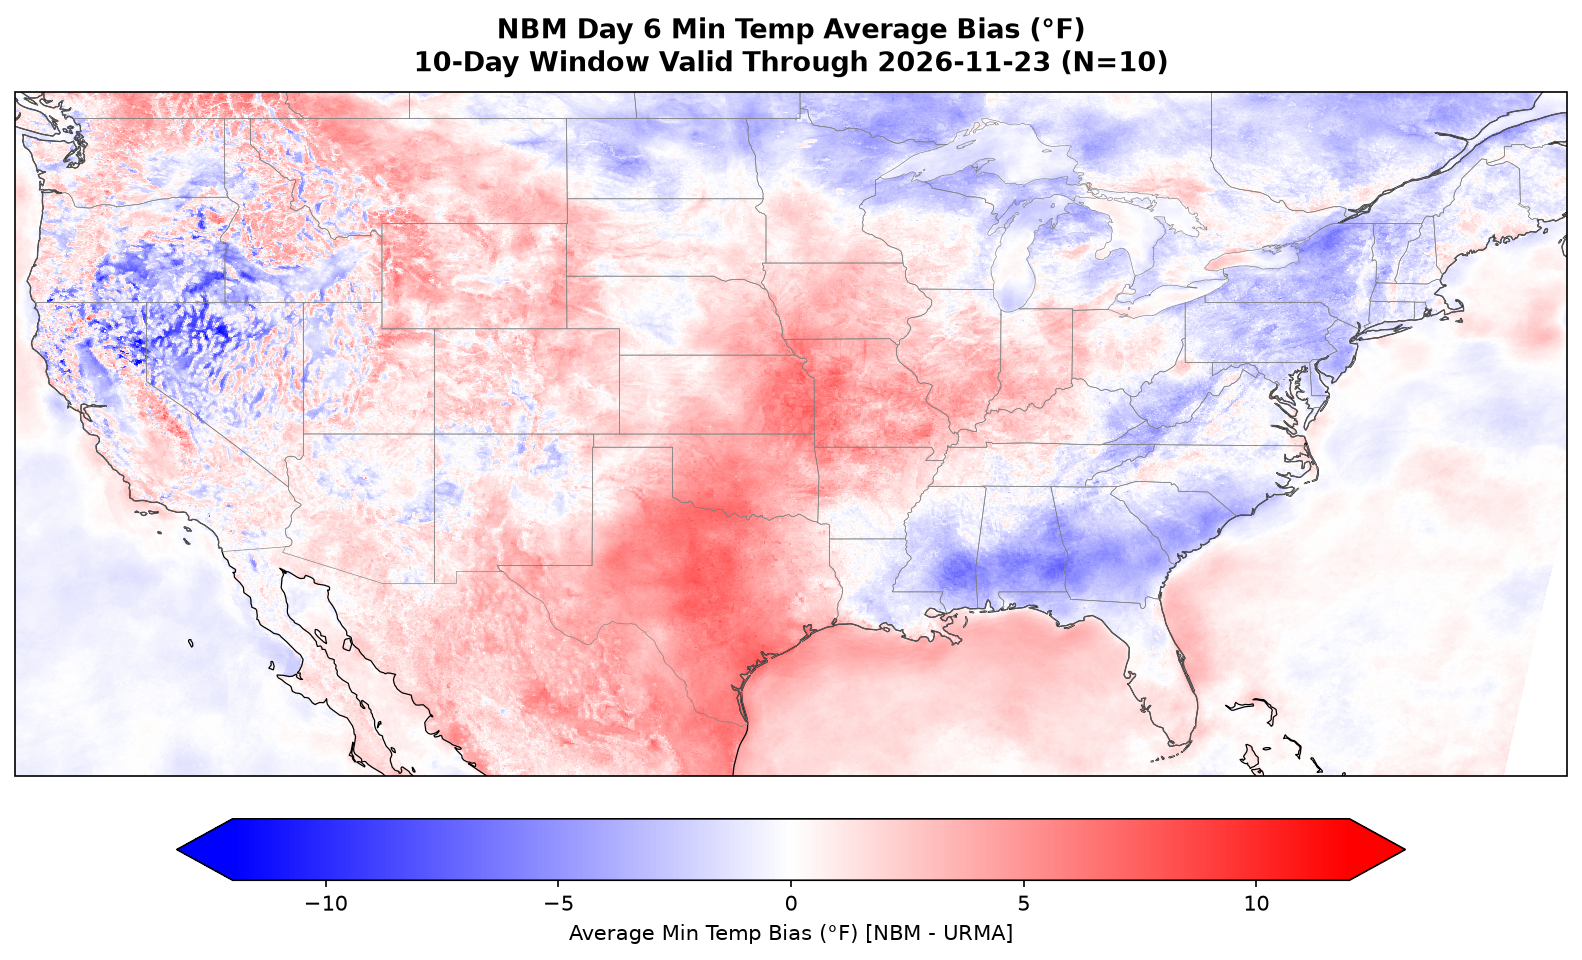 NBM Day 6 Min Temp Average Bias (°F)
10-Day Window Valid Through 2026-11-23 (N=10)
−10 −5 0 5 10
Average Min Temp Bias (°F) [NBM - URMA]